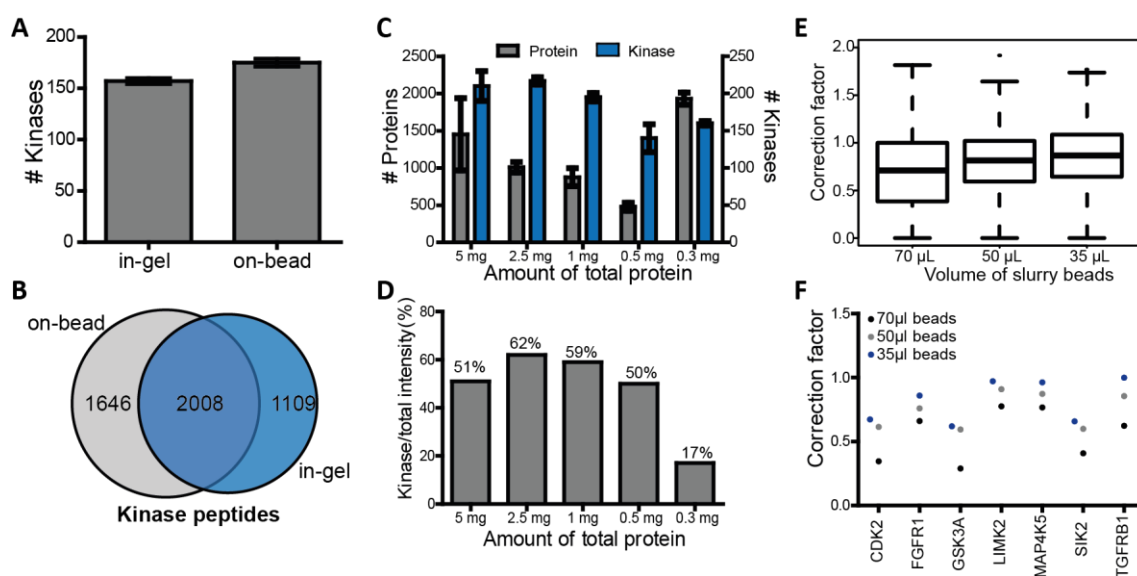 A
# Kinases
200
150
100
50
0
in-gel
on-bead
B
on-bead
1646
2008
1109
in-gel
Kinase peptides
C
Protein
Kinase
# Proteins
2500
2000
1500
1000
500
0
# Kinases
250
200
150
100
50
0
5 mg
2.5 mg
1 mg
0.5 mg
0.3 mg
Amount of total protein
D
Kinase/total intensity(%)
80
60
40
20
0
51%
62%
59%
50%
17%
5 mg
2.5 mg
1 mg
0.5 mg
0.3 mg
Amount of total protein
E
Correction factor
2.0
1.5
1.0
0.5
0.0
70 µL
50 µL
35 µL
Volume of slurry beads
F
Correction factor
1.5
1.0
0.5
0.0
70µl beads
50µl beads
35µl beads
CDK2
FGFR1
GSK3A
LIMK2
MAP4K5
SIK2
TGFRB1